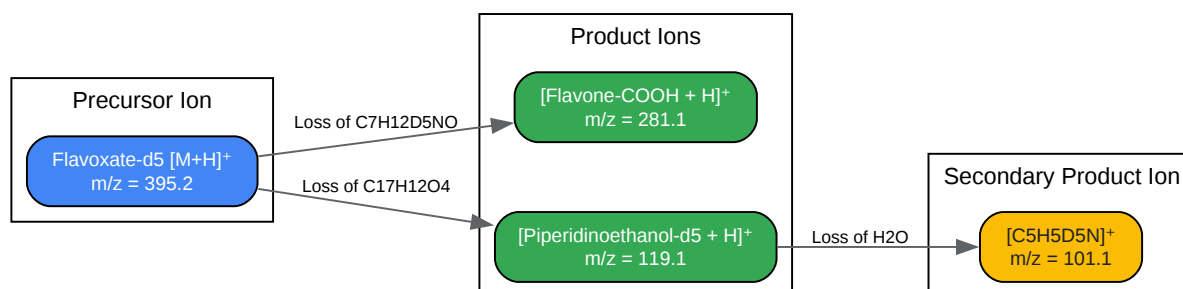 Precursor Ion
Flavoxate-d5 [M+H]⁺
m/z = 395.2
Loss of C7H12D5NO
Loss of C17H12O4
Product Ions
[Flavone-COOH + H]⁺
m/z = 281.1
[Piperidinoethanol-d5 + H]⁺
m/z = 119.1
Loss of H2O
Secondary Product Ion
[C5H5D5N]⁺
m/z = 101.1